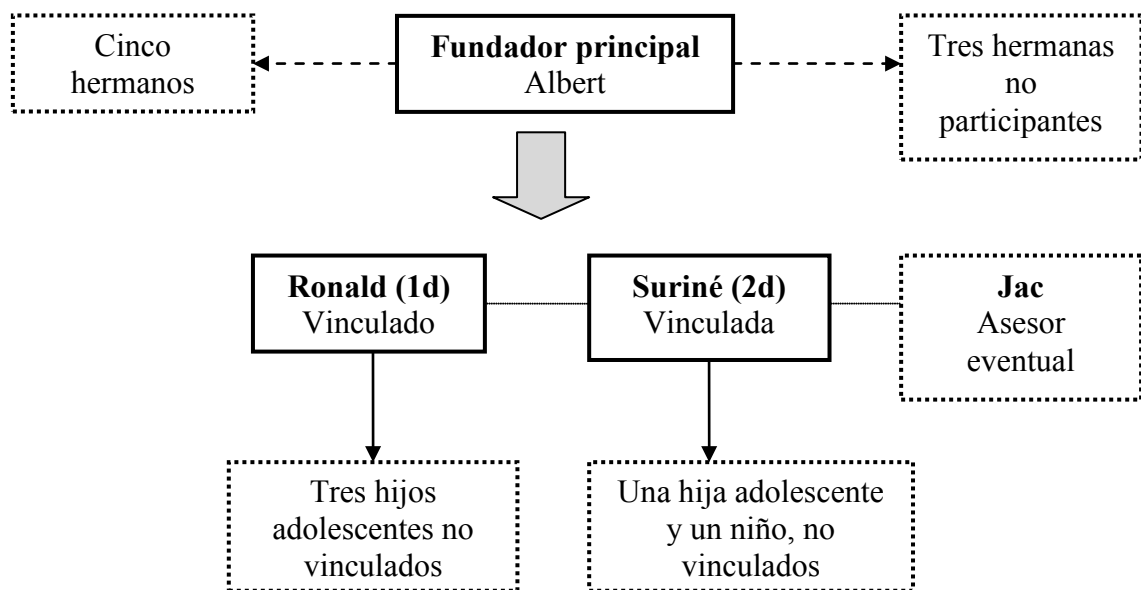 Cinco
hermanos
Fundador principal
Albert
Tres hermanas
no
participantes
Ronald (1d)
Vinculado
Suriné (2d)
Vinculada
Jac
Asesor
eventual
Tres hijos
adolescentes no
vinculados
Una hija adolescente
y un niño, no
vinculados